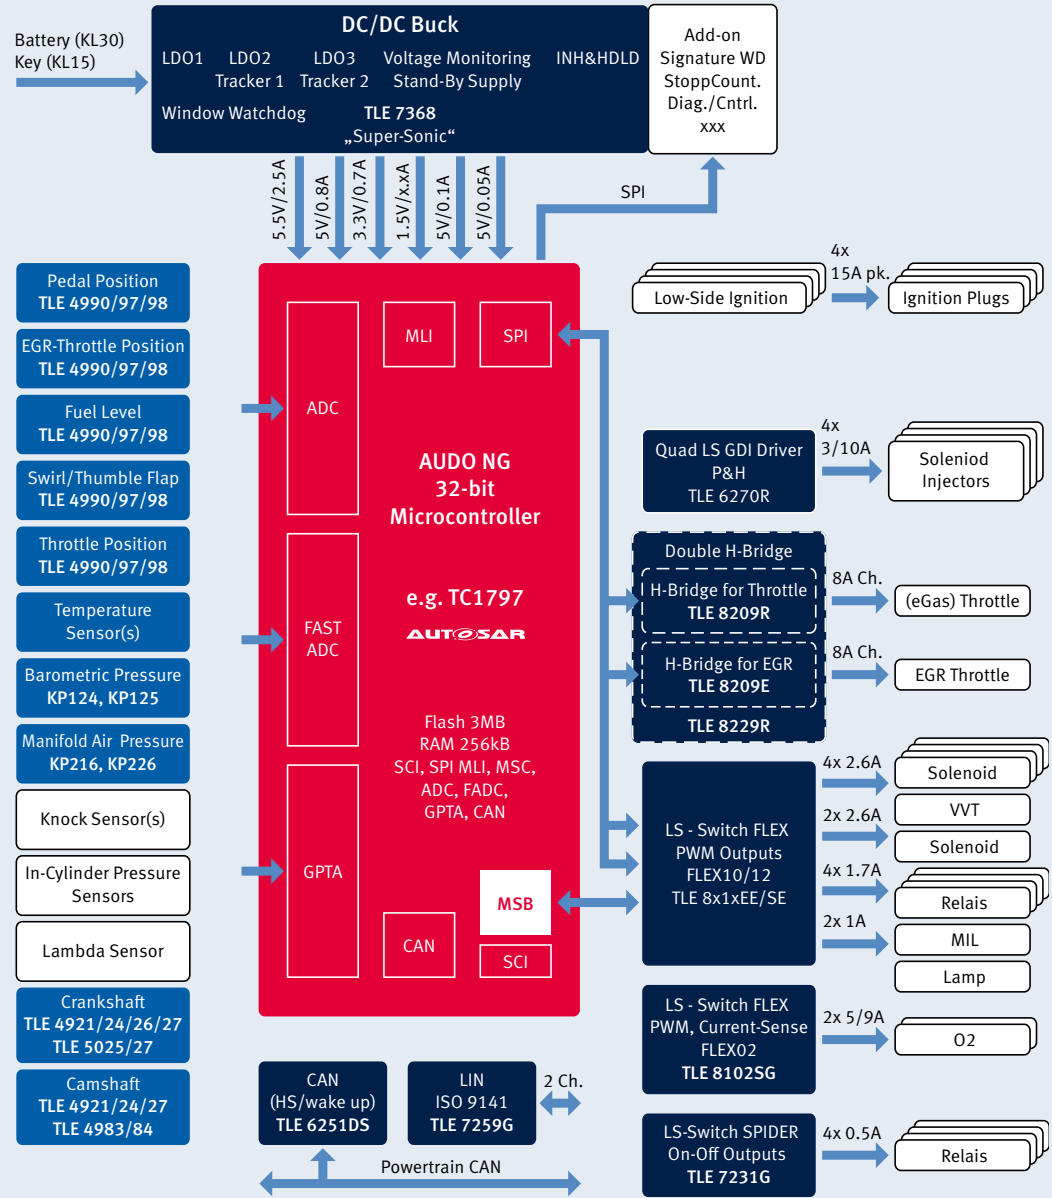 Battery (KL30)
Key (KL15)
DC/DC Buck
LDO1 LDO2 LDO3 Voltage Monitoring INH&HDLD
Tracker 1 Tracker 2 Stand-By Supply
Window Watchdog TLE 7368
„Super-Sonic“
Add-on
Signature WD
StoppCount.
Diag./Cntrl.
xxx
5.5V/2.5A
5V/0.8A
3.3V/0.7A
1.5V/x.xA
5V/0.1A
5V/0.05A
SPI
Pedal Position
TLE 4990/97/98
EGR-Throttle Position
TLE 4990/97/98
Fuel Level
TLE 4990/97/98
Swirl/Thumble Flap
TLE 4990/97/98
Throttle Position
TLE 4990/97/98
Temperature
Sensor(s)
Barometric Pressure
KP124, KP125
Manifold Air Pressure
KP216, KP226
Knock Sensor(s)
In-Cylinder Pressure
Sensors
Lambda Sensor
Crankshaft
TLE 4921/24/26/27
TLE 5025/27
Camshaft
TLE 4921/24/27
TLE 4983/84
ADC
MLI
SPI
AUDO NG
32-bit
Microcontroller
e.g. TC1797
AUTOSAR
FAST
ADC
Flash 3MB
RAM 256kB
SCI, SPI MLI, MSC,
ADC, FADC,
GPTA, CAN
GPTA
MSB
CAN
SCI
CAN
(HS/wake up)
TLE 6251DS
LIN
ISO 9141
TLE 7259G
2 Ch.
Powertrain CAN
Low-Side Ignition
4x
15A pk.
Ignition Plugs
Quad LS GDI Driver
P&H
TLE 6270R
4x
3/10A
Soleniod
Injectors
Double H-Bridge
H-Bridge for Throttle
TLE 8209R
8A Ch.
(eGas) Throttle
H-Bridge for EGR
TLE 8209E
8A Ch.
EGR Throttle
TLE 8229R
LS - Switch FLEX
PWM Outputs
FLEX10/12
TLE 8x1xEE/SE
4x 2.6A
Solenoid
VVT
2x 2.6A
Solenoid
4x 1.7A
Relais
2x 1A
MIL
Lamp
LS - Switch FLEX
PWM, Current-Sense
FLEX02
TLE 8102SG
2x 5/9A
O2
LS-Switch SPIDER
On-Off Outputs
TLE 7231G
4x 0.5A
Relais